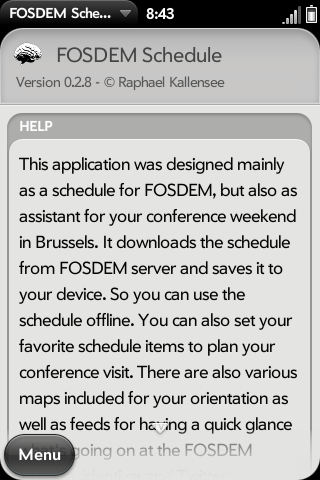 FOSDEM Sche... 8:43
FOSDEM Schedule
Version 0.2.8 - © Raphael Kallensee
HELP
This application was designed mainly
as a schedule for FOSDEM, but also as
assistant for your conference weekend
in Brussels. It downloads the schedule
from FOSDEM server and saves it to
your device. So you can use the
schedule offline. You can also set your
favorite schedule items to plan your
conference visit. There are also various
maps included for your orientation as
well as feeds for having a quick glance
going on at the FOSDEM
Menu